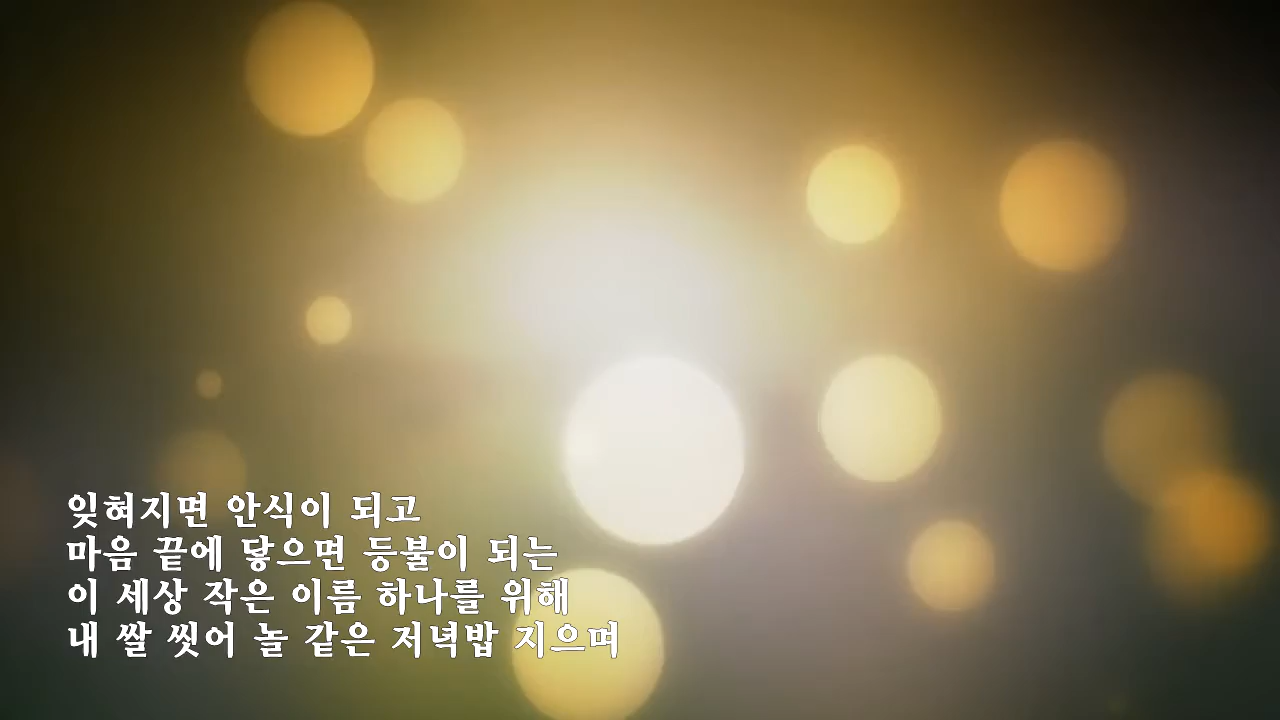 잊혀지면 안식이 되고
마음 끝에 닿으면 등불이 되는
이 세상 작은 이름 하나를 위해
내 쌀 씻어 놀 같은 저녁밥 지으며